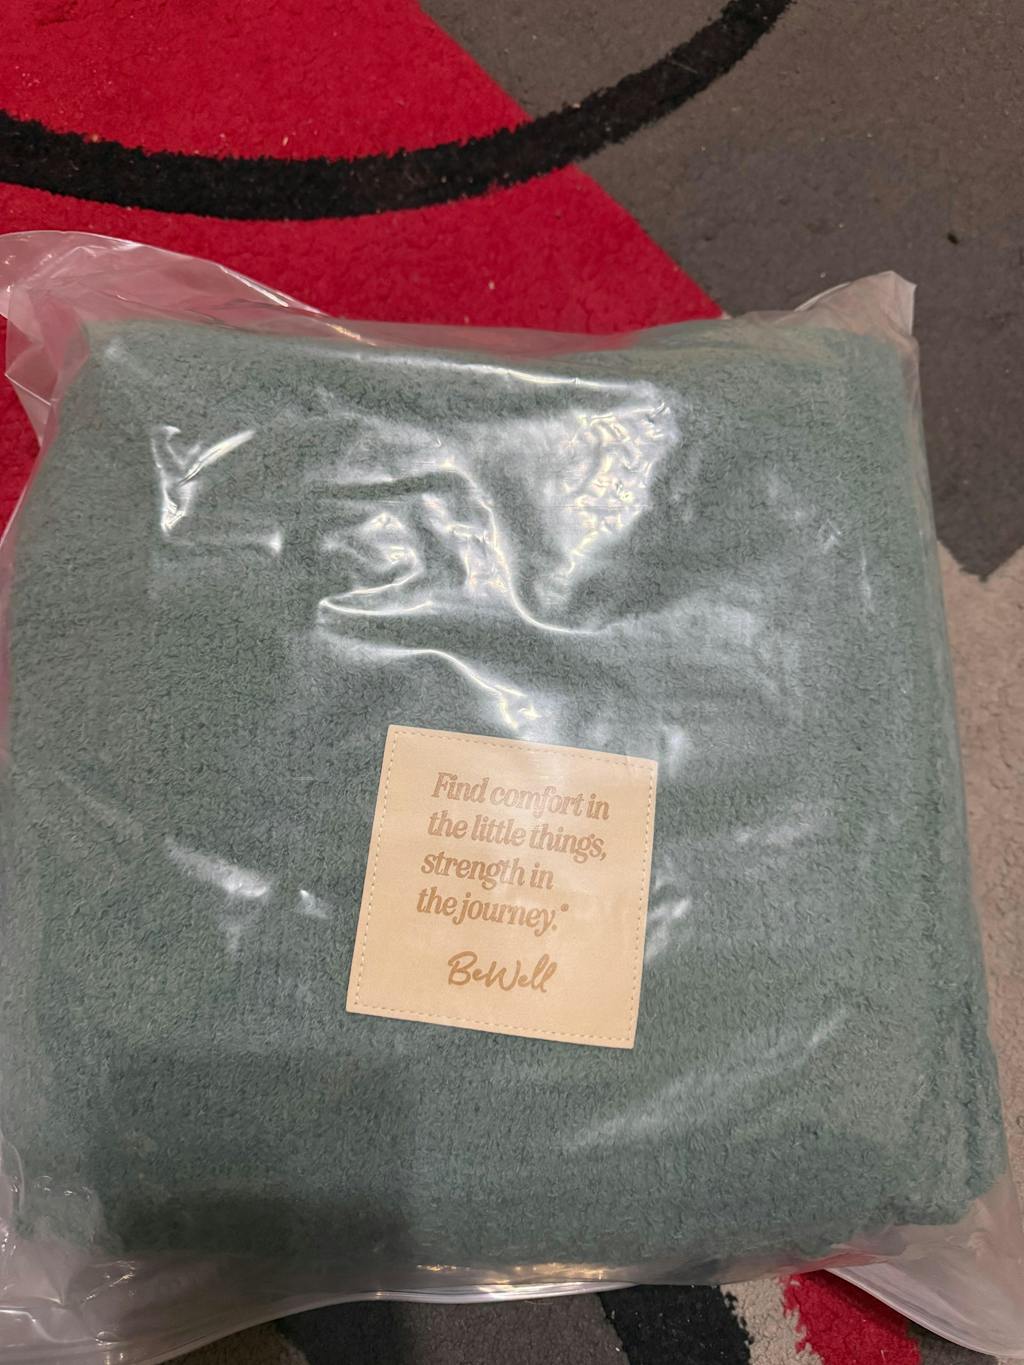 Find comfort in
the little things,
strength in
the journey.®
BeWell